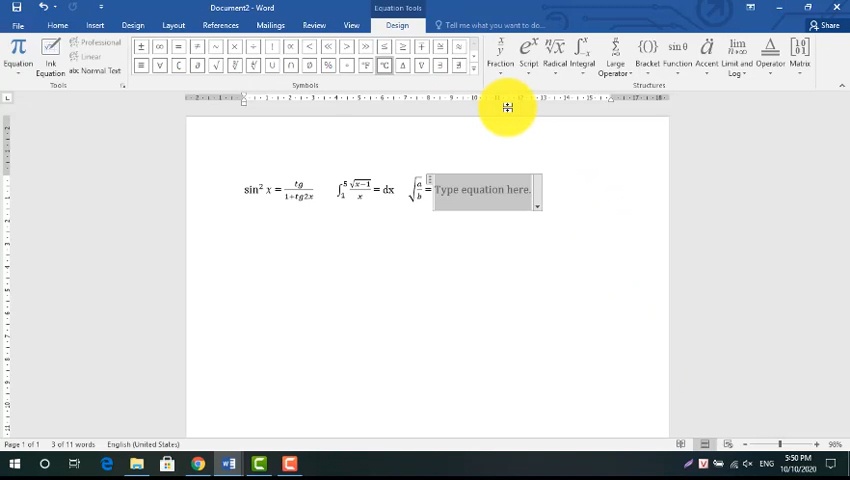 Document2 - Word
Equation Tools
File Home Insert Draw Design Layout References Mailings Review View Design Tell me what you want to do... Share
Equation
Ink Equation
Professional
Linear
abc Normal Text
Tools
± ∞ = ≠ ~ ÷ ! ∝ < ≪ > ≫ ≤ ≥ ∓ ≅ ≈
≡ ∀ ∁ ∂ √ ∛ ∜ ∪ ∩ ∅ % ° °F °C ∆ ∇ ∃ ∄
Symbols
Fraction Script Radical Integral Large Operator Bracket Function Accent Limit and Log Operator Matrix
Structures
sin² x = tg/1+tg2x ∫₁⁵ √x−1/x = dx √a/b = Type equation here.
Page 1 of 1 3 of 11 words English (United States) 98%
ENG
5:50 PM
10/10/2020